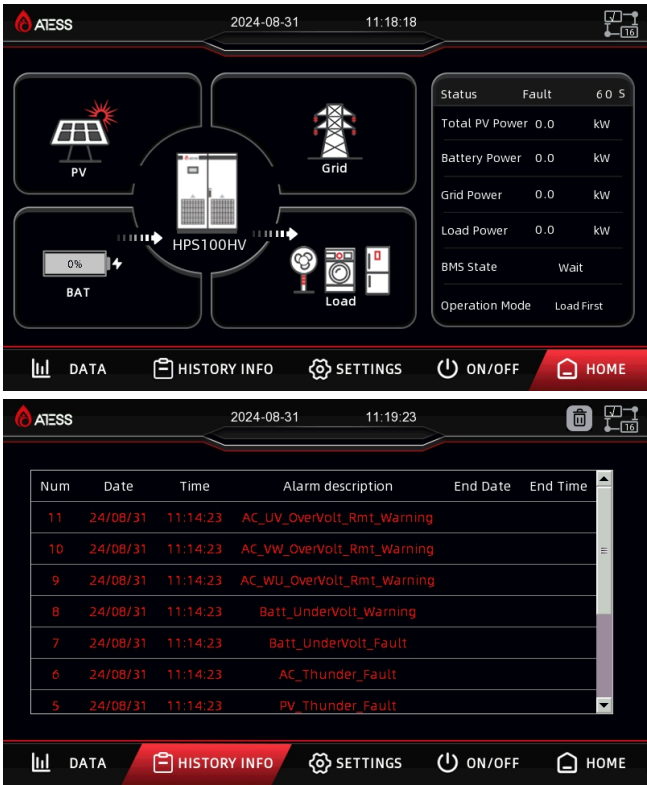 ATESS 2024-08-31 11:18:18
16
Status Fault 60 S
Total PV Power 0.0 kW
Battery Power 0.0 kW
Grid Power 0.0 kW
Load Power 0.0 kW
BMS State Wait
Operation Mode Load First
PV
Grid
HPS100HV
0%
BAT
Load
DATA HISTORY INFO SETTINGS ON/OFF HOME
ATESS 2024-08-31 11:19:23
16
Num Date Time Alarm description End Date End Time
11 24/08/31 11:14:23 AC_UV_OverVolt_Rmt_Warning
10 24/08/31 11:14:23 AC_VW_OverVolt_Rmt_Warning
9 24/08/31 11:14:23 AC_WU_OverVolt_Rmt_Warning
8 24/08/31 11:14:23 Batt_UnderVolt_Warning
7 24/08/31 11:14:23 Batt_UnderVolt_Fault
6 24/08/31 11:14:23 AC_Thunder_Fault
5 24/08/31 11:14:23 PV_Thunder_Fault
DATA HISTORY INFO SETTINGS ON/OFF HOME